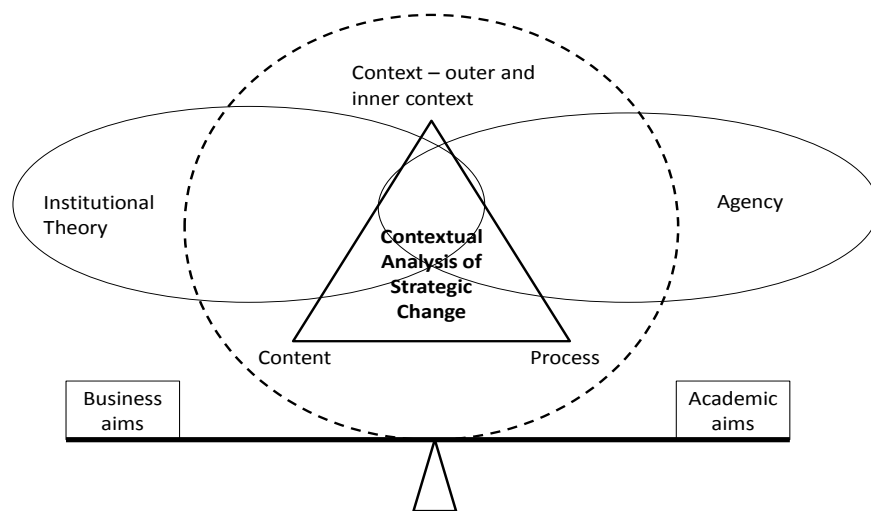 Context – outer and
inner context
Institutional
Theory
Agency
Contextual
Analysis of
Strategic
Change
Content
Process
Business
aims
Academic
aims